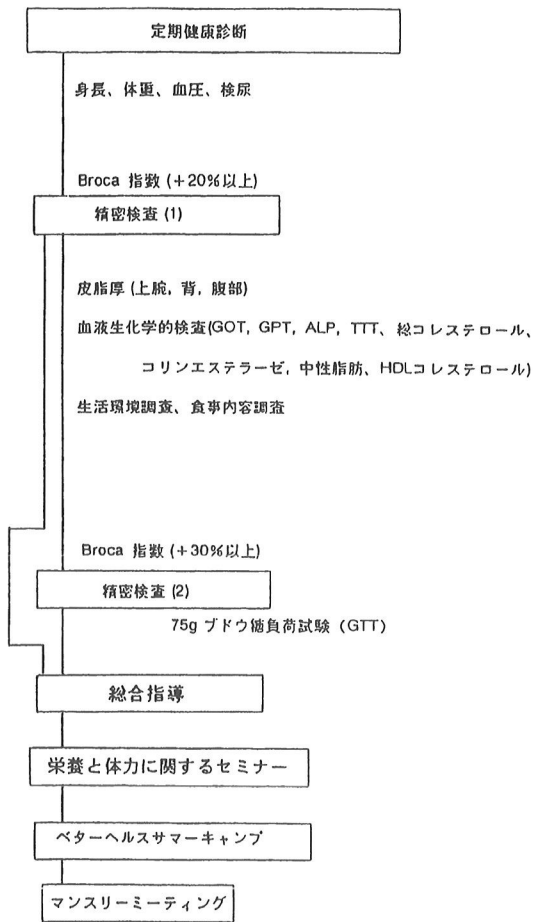 定期健康診断
身長、体重、血圧、検尿
Broca 指数 (+20%以上)
精密検査 (1)
皮脂厚 (上腕, 背, 腹部)
血液生化学的検査(GOT, GPT, ALP, TTT、総コレステロール、
コリンエステラーゼ, 中性脂肪、HDLコレステロール)
生活環境調査、食事内容調査
Broca 指数 (+30%以上)
精密検査 (2)
75g ブドウ糖負荷試験 (GTT)
総合指導
栄養と体力に関するセミナー
ベターヘルスサマーキャンプ
マンスリーミーティング